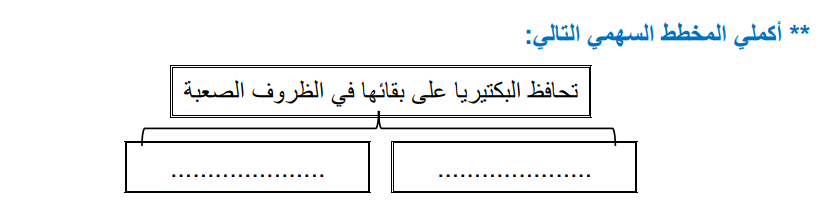 ** أكملي المخطط السهمي التالي:
تحافظ البكتيريا على بقائها في الظروف الصعبة
..................... .....................